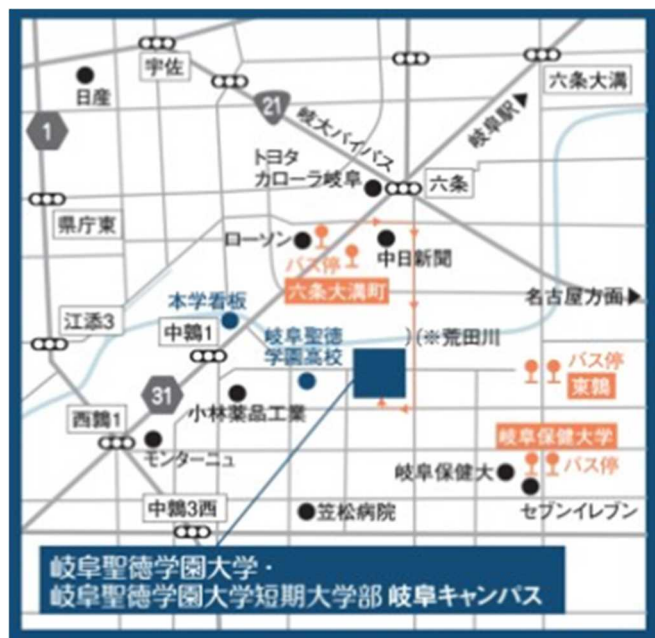 宇佐
六条大溝
日産
21
岐阜駅▲
1
岐大バイパス
トヨタ
カローラ岐阜
六条
県庁東
ローソン
バス停
中日新聞
六条大溝町
名古屋方面▶
本学看板
江添3
中鶉1
岐阜聖徳
学園高校
(※荒田川
バス停
東鶉
31
小林薬品工業
西鶉1
モンターニュ
岐阜保健大学
岐阜保健大
バス停
セブンイレブン
中鶉3西
笠松病院
岐阜聖徳学園大学・
岐阜聖徳学園大学短期大学部 岐阜キャンパス